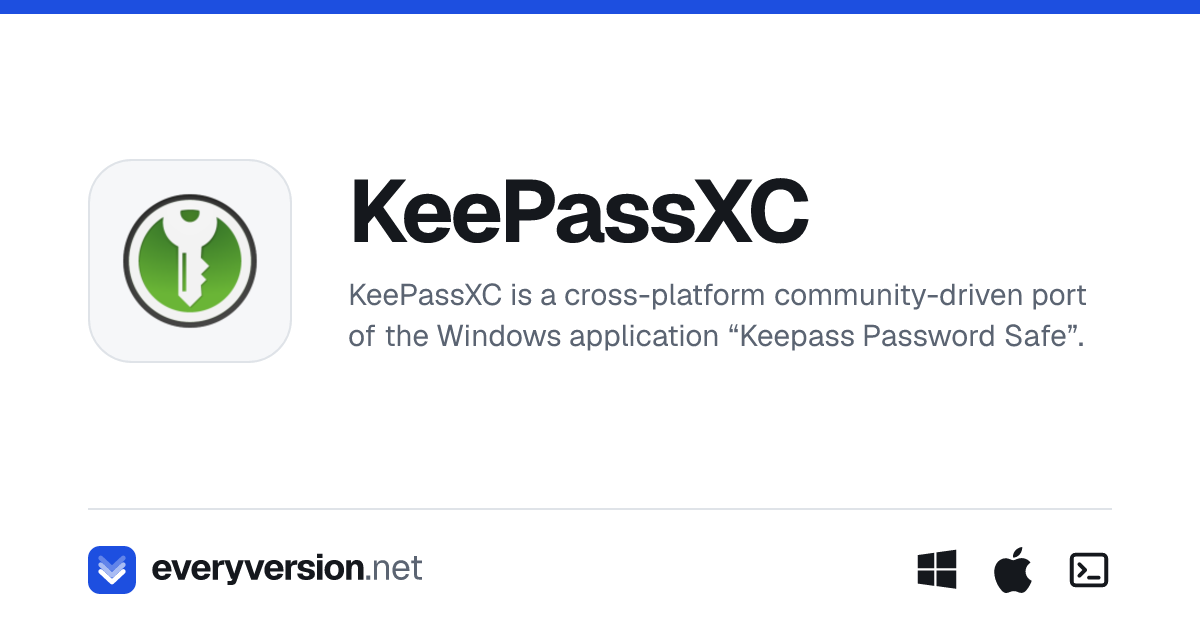 KeePassXC
KeePassXC is a cross-platform community-driven port
of the Windows application “Keepass Password Safe”.
everyversion.net